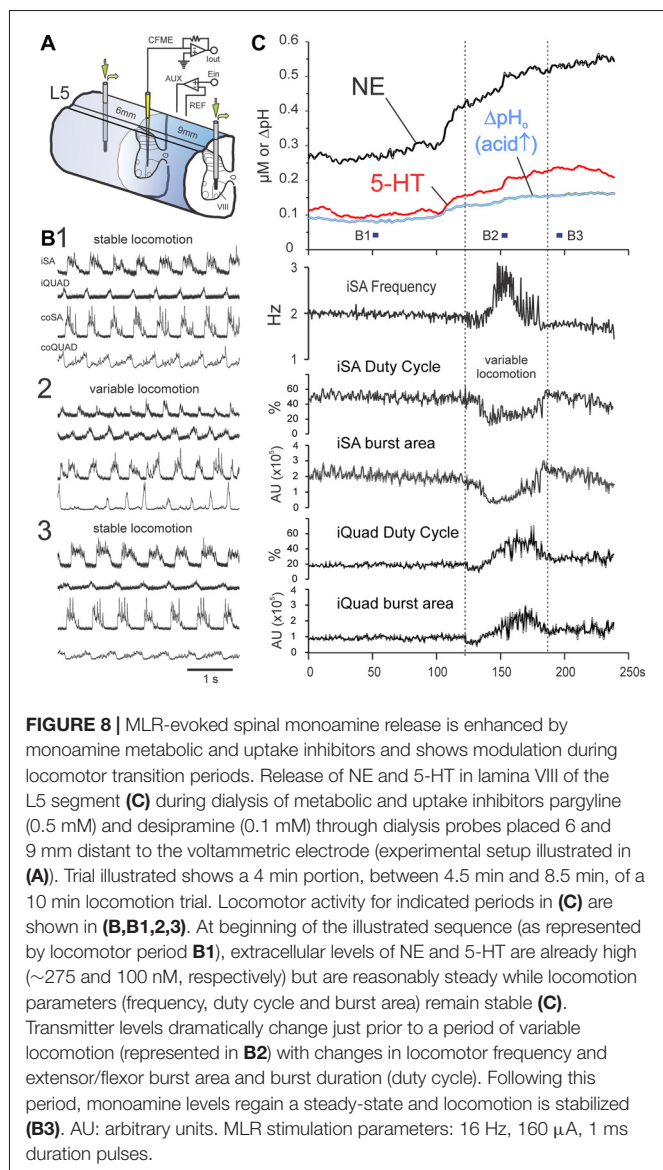 A
CFME
Iout
AUX
Ein
REF
L5
6mm
9mm
VIII
B1
stable locomotion
iSA
iQUAD
coSA
coQUAD
2
variable locomotion
3
stable locomotion
1 s
C
0.6
0.5
0.4
0.3
0.2
0.1
0
µM or ΔpH
NE
ΔpHo
(acid↑)
5-HT
B1
B2
B3
3
2
1
Hz
iSA Frequency
iSA Duty Cycle
variable
locomotion
60
40
20
0
%
iSA burst area
4
3
2
1
0
AU (x10⁵)
iQuad Duty Cycle
60
40
20
0
%
iQuad burst area
4
3
2
1
0
AU (x10⁵)
0 50 100 150 200 250s
FIGURE 8 | MLR-evoked spinal monoamine release is enhanced by
monoamine metabolic and uptake inhibitors and shows modulation during
locomotor transition periods. Release of NE and 5-HT in lamina VIII of the
L5 segment (C) during dialysis of metabolic and uptake inhibitors pargyline
(0.5 mM) and desipramine (0.1 mM) through dialysis probes placed 6 and
9 mm distant to the voltammetric electrode (experimental setup illustrated in
(A)). Trial illustrated shows a 4 min portion, between 4.5 min and 8.5 min, of a
10 min locomotion trial. Locomotor activity for indicated periods in (C) are
shown in (B,B1,2,3). At beginning of the illustrated sequence (as represented
by locomotor period B1), extracellular levels of NE and 5-HT are already high
(∼275 and 100 nM, respectively) but are reasonably steady while locomotion
parameters (frequency, duty cycle and burst area) remain stable (C).
Transmitter levels dramatically change just prior to a period of variable
locomotion (represented in B2) with changes in locomotor frequency and
extensor/flexor burst area and burst duration (duty cycle). Following this
period, monoamine levels regain a steady-state and locomotion is stabilized
(B3). AU: arbitrary units. MLR stimulation parameters: 16 Hz, 160 µA, 1 ms
duration pulses.